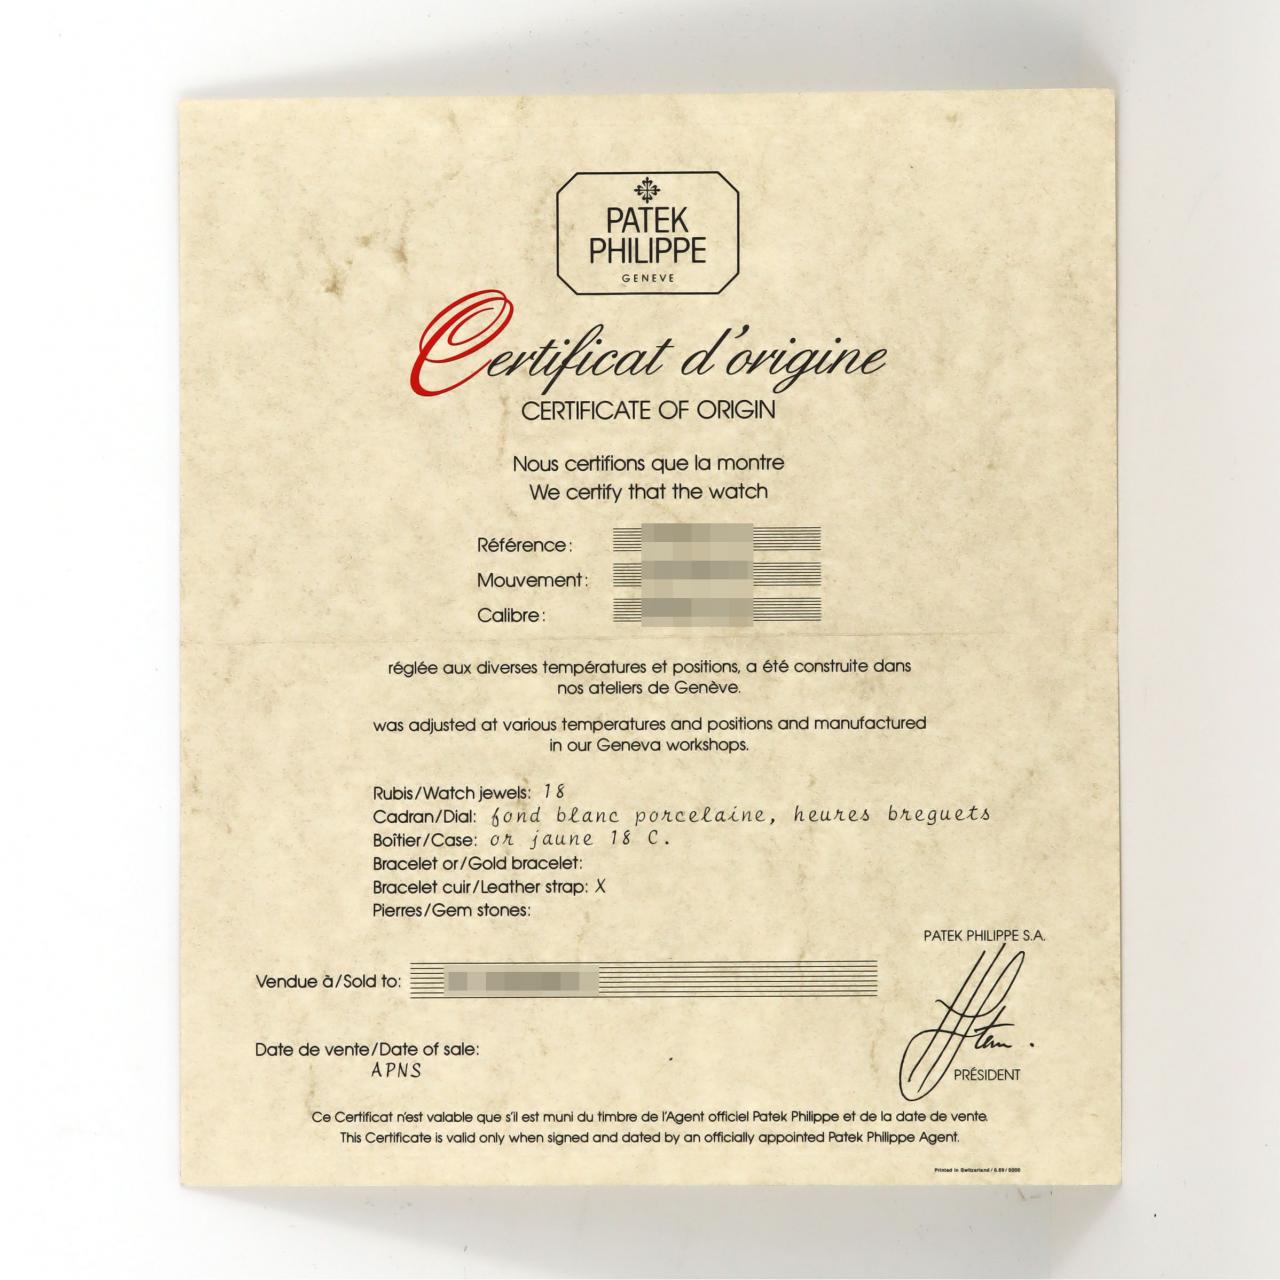 PATEK
PHILIPPE
GENEVE
Certificat d'origine
CERTIFICATE OF ORIGIN
Nous certifions que la montre
We certify that the watch
Référence:
Mouvement:
Calibre:
réglée aux diverses températures et positions, a été construite dans
nos ateliers de Genève.
was adjusted at various temperatures and positions and manufactured
in our Geneva workshops.
Rubis/Watch jewels: 18
Cadran/Dial: fond blanc porcelaine, heures breguets
Boîtier/Case: or jaune 18 C.
Bracelet or/Gold bracelet:
Bracelet cuir/Leather strap: X
Pierres/Gem stones:
PATEK PHILIPPE S.A.
Vendue à/Sold to:
Date de vente/Date of sale:
APNS
PRÉSIDENT
Ce Certificat n'est valable que s'il est muni du timbre de l'Agent officiel Patek Philippe et de la date de vente.
This Certificate is valid only when signed and dated by an officially appointed Patek Philippe Agent.
Printed in Switzerland